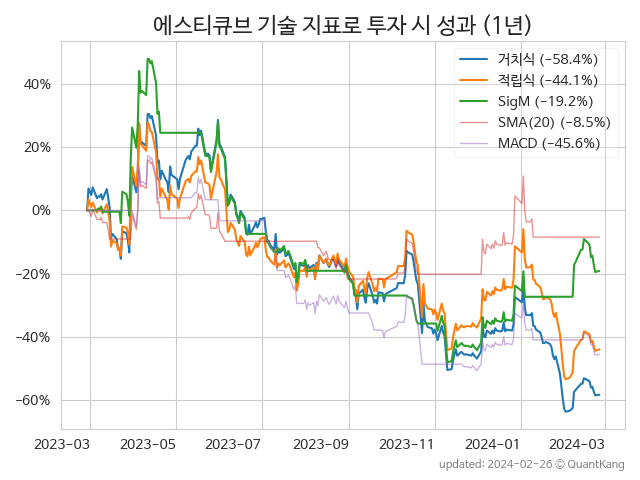 에스티큐브 기술 지표로 투자 시 성과 (1년)
거치식 (−58.4%)
적립식 (−44.1%)
SigM (−19.2%)
SMA(20) (−8.5%)
MACD (−45.6%)
40%
20%
0%
−20%
−40%
−60%
2023−03 2023−05 2023−07 2023−09 2023−11 2024−01 2024−03
updated: 2024−02−26 © QuantKang